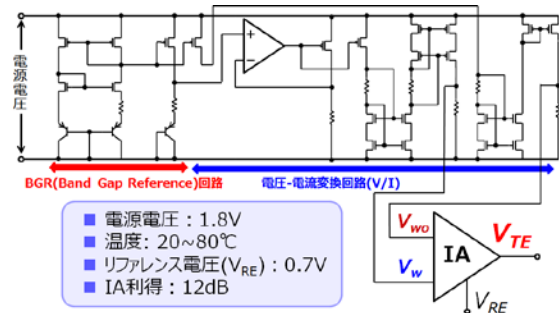 電源電圧
+
−
BGR(Band Gap Reference)回路
電圧-電流変換回路(V/I)
■ 電源電圧：1.8V
■ 温度: 20~80℃
■ リファレンス電圧(VRE)：0.7V
■ IA利得：12dB
VWO
VW
IA
VTE
VRE